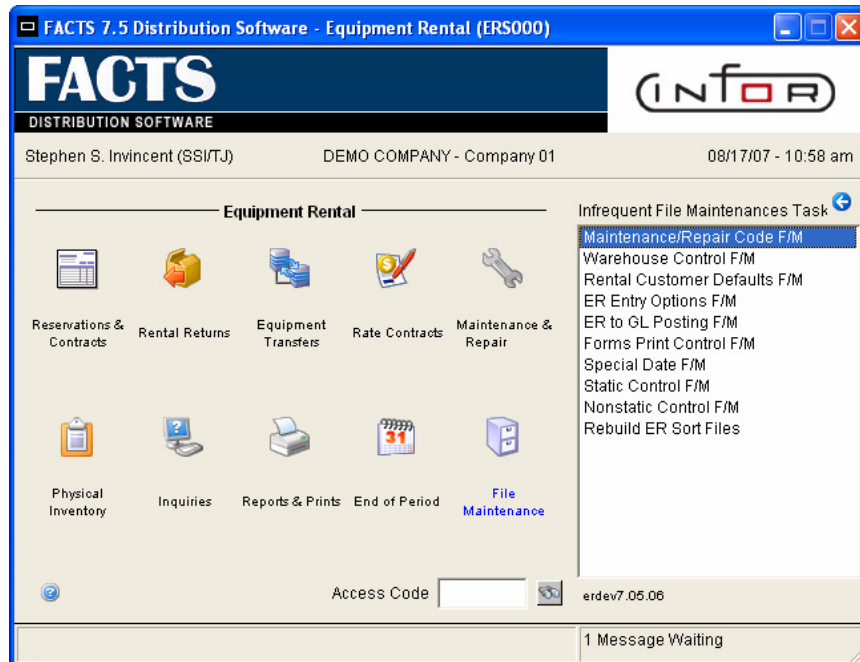 FACTS 7.5 Distribution Software - Equipment Rental (ERS000)
FACTS
DISTRIBUTION SOFTWARE
INFOR
Stephen S. Invincent (SSI/TJ)
DEMO COMPANY - Company 01
08/17/07 - 10:58 am
Equipment Rental
Reservations &
Contracts
Rental Returns
Equipment
Transfers
Rate Contracts
Maintenance &
Repair
Physical
Inventory
Inquiries
Reports & Prints
31
End of Period
File
Maintenance
Access Code
Infrequent File Maintenances Task
Maintenance/Repair Code F/M
Warehouse Control F/M
Rental Customer Defaults F/M
ER Entry Options F/M
ER to GL Posting F/M
Forms Print Control F/M
Special Date F/M
Static Control F/M
Nonstatic Control F/M
Rebuild ER Sort Files
erdev7.05.06
1 Message Waiting